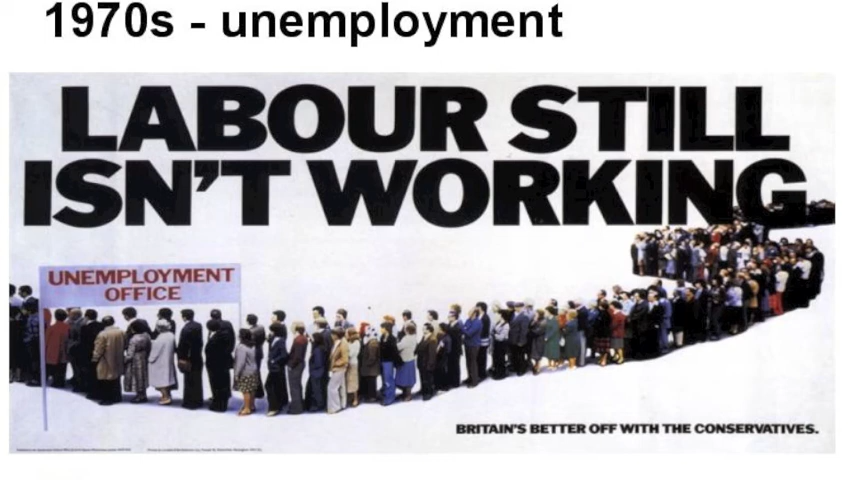 1970s - unemployment
LABOUR STILL
ISN'T WORKING
UNEMPLOYMENT
OFFICE
BRITAIN'S BETTER OFF WITH THE CONSERVATIVES.